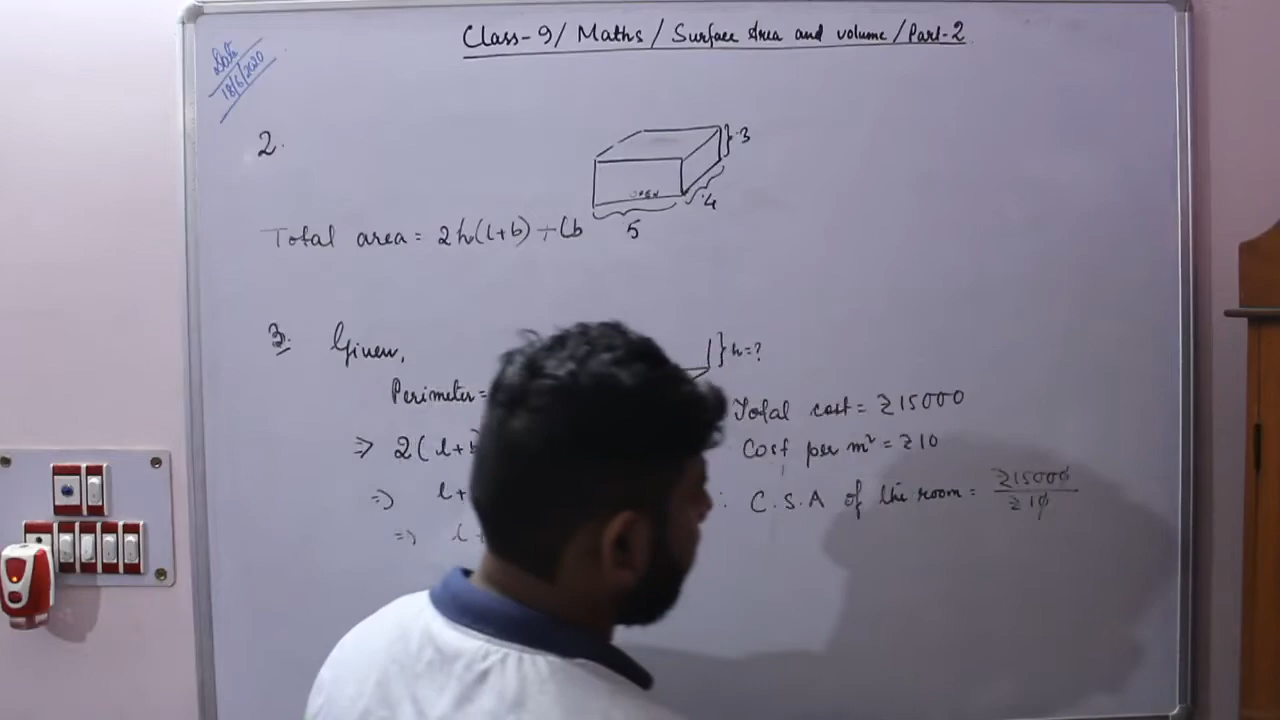 Class-9/ Maths / Surface Area and volume / Part-2
Date
18/6/2020
2.
}.3
OPEN
.4
5
Total area = 2h(l+b) + lb
3. Given,
}h=?
Perimeter =
Total cost = ₹15000
⇒ 2(l+b
Cost per m² = ₹10
⇒ l+
: C.S.A of the room = ₹15000
₹10
⇒ l+